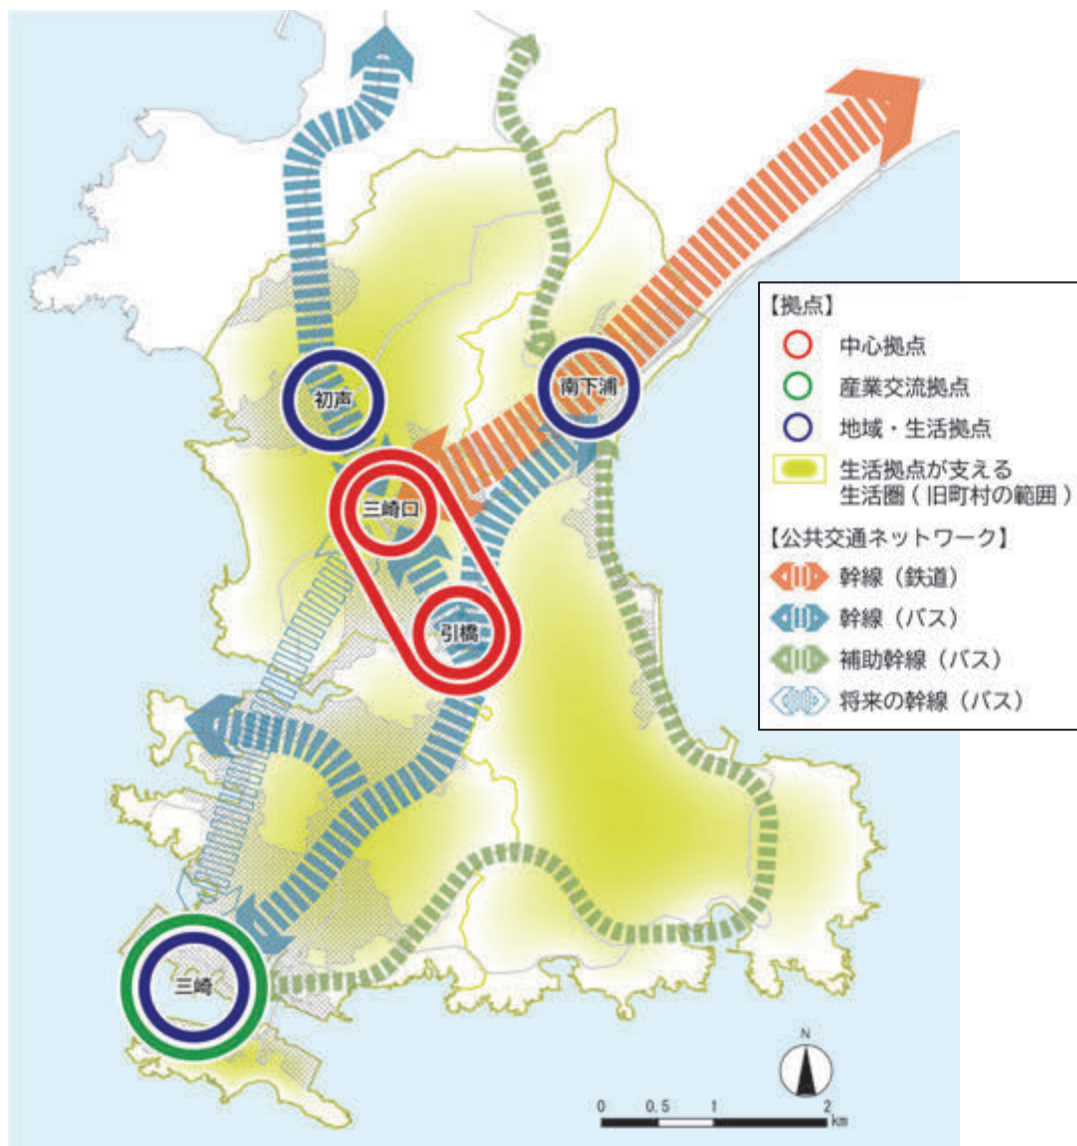 初声
南下浦
三崎口
引橋
三崎
【拠点】
中心拠点
産業交流拠点
地域・生活拠点
生活拠点が支える
生活圏(旧町村の範囲)
【公共交通ネットワーク】
幹線(鉄道)
幹線(バス)
補助幹線(バス)
将来の幹線(バス)
N
0 0.5 1 2
km